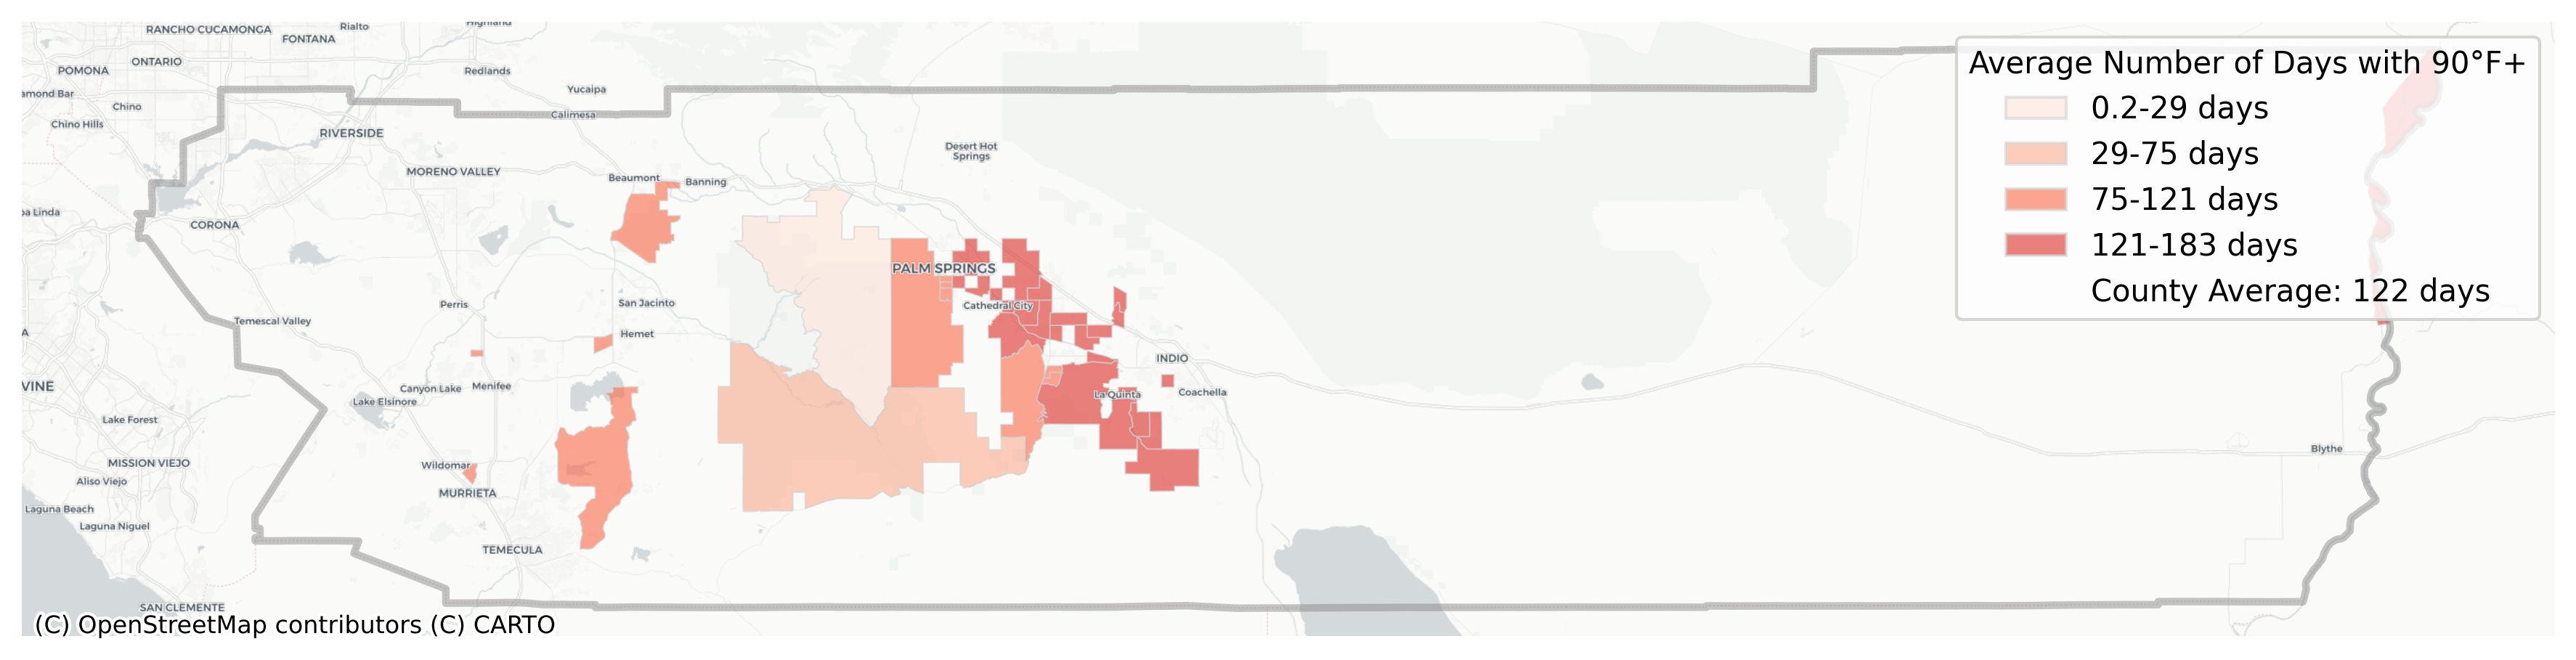 Highland
RANCHO CUCAMONGA
Rialto
FONTANA
Average Number of Days with 90°F+
ONTARIO
POMONA
Redlands
Yucaipa
amond Bar
Chino
0.2-29 days
Calimesa
Chino Hills
RIVERSIDE
Desert Hot
Springs
29-75 days
MORENO VALLEY
Beaumont
Banning
75-121 days
ba Linda
CORONA
121-183 days
PALM SPRINGS
County Average: 122 days
Perris
San Jacinto
Cathedral City
Temescal Valley
A
Hemet
INDIO
VINE
Canyon Lake
Menifee
La Quinta
Coachella
Lake Elsinore
Lake Forest
Blythe
MISSION VIEJO
Wildomar
Aliso Viejo
MURRIETA
Laguna Beach
Laguna Niguel
TEMECULA
SAN CLEMENTE
(C) OpenStreetMap contributors (C) CARTO